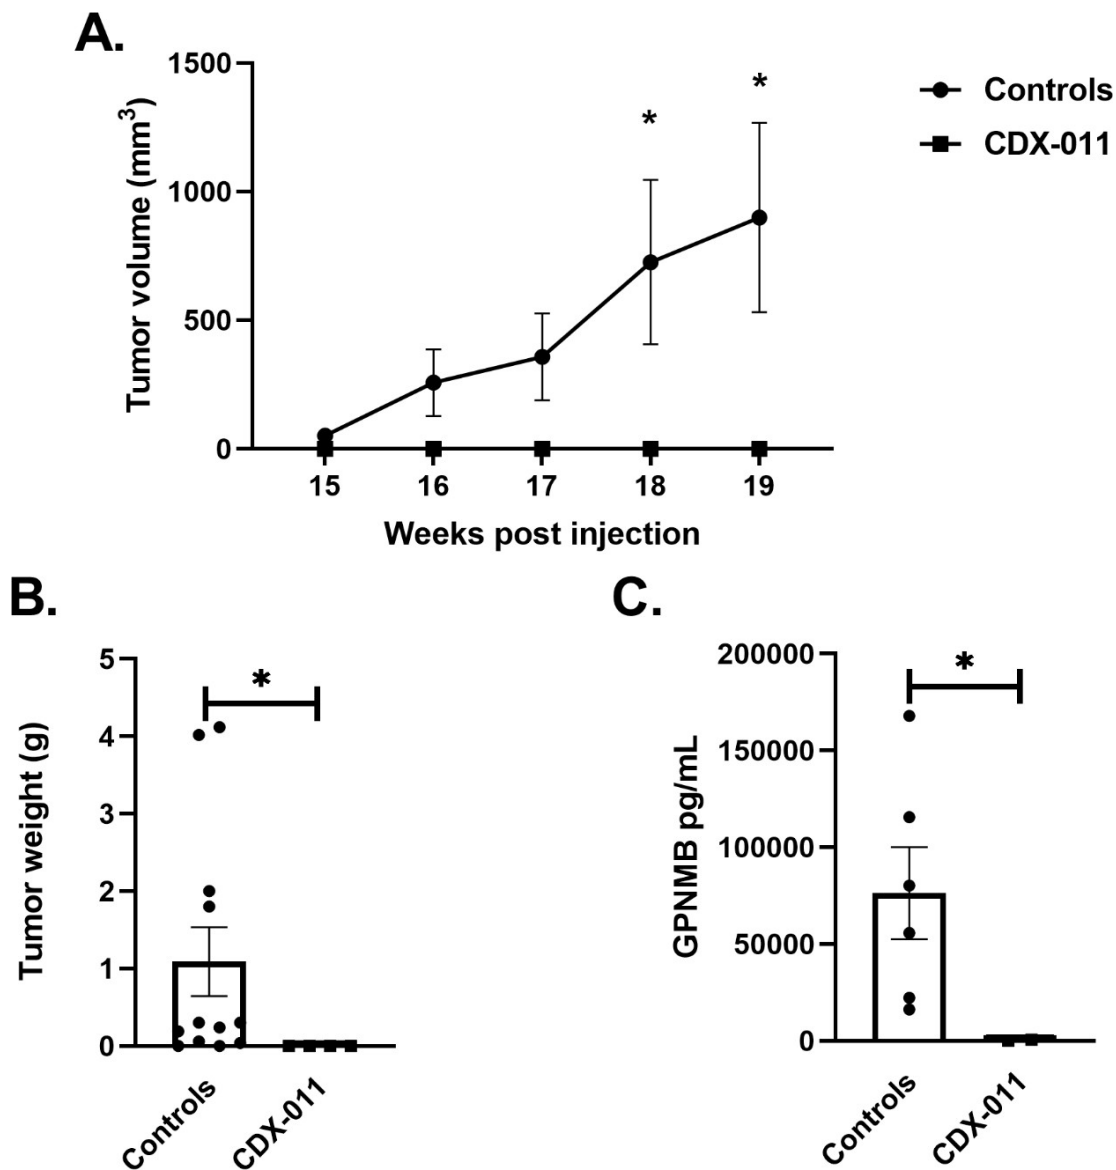 A.
1500
1000
500
0
Tumor volume (mm³)
15 16 17 18 19
Weeks post injection
* *
Controls
CDX-011
B.
5
4
3
2
1
0
Tumor weight (g)
*
Controls CDX-011
C.
200000
150000
100000
50000
0
GPNMB pg/mL
*
Controls CDX-011